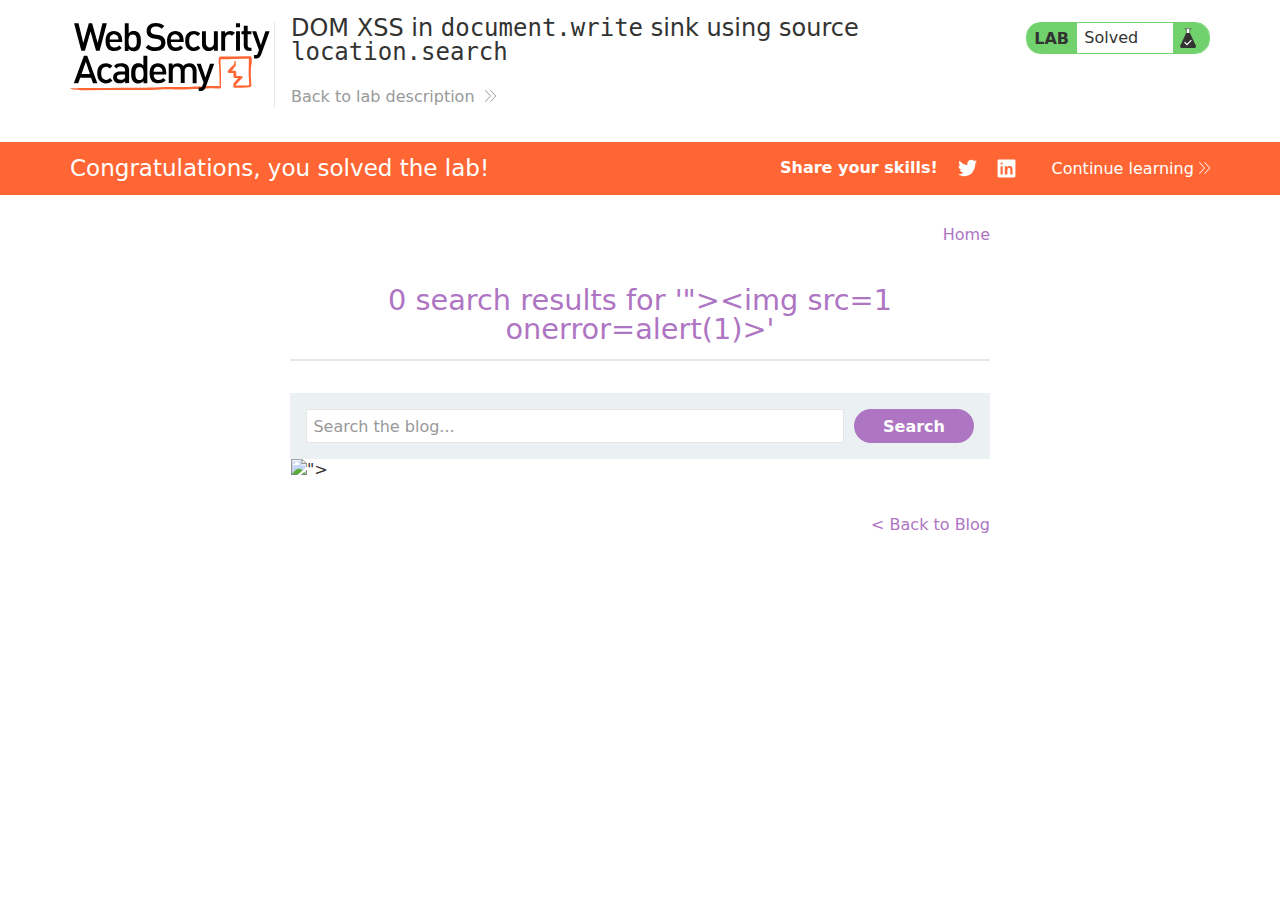 Web Security
Academy
DOM XSS in document.write sink using source
location.search
Back to lab description
LAB Solved
Congratulations, you solved the lab!
Share your skills!
Continue learning
Home
0 search results for '"><img src=1
onerror=alert(1)>'
Search the blog...
Search
">
< Back to Blog